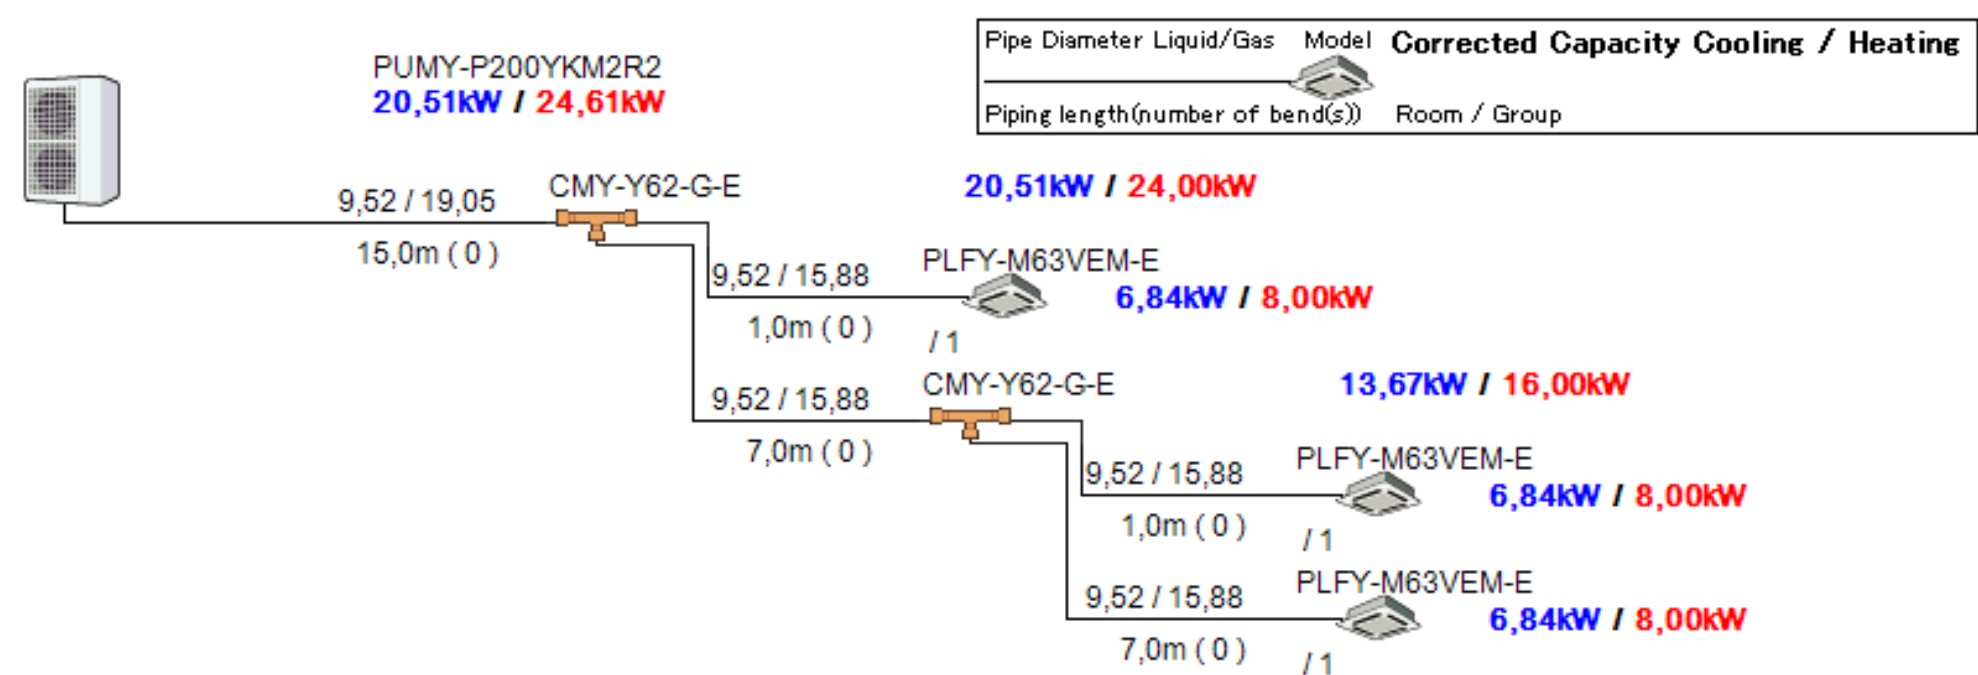 Pipe Diameter Liquid/Gas Model Corrected Capacity Cooling / Heating
Piping length(number of bend(s)) Room / Group
PUMY-P200YKM2R2
20,51kW / 24,61kW
9,52 / 19,05
15,0m ( 0 )
CMY-Y62-G-E
20,51kW / 24,00kW
9,52 / 15,88
1,0m ( 0 )
PLFY-M63VEM-E
6,84kW / 8,00kW
/ 1
9,52 / 15,88
7,0m ( 0 )
CMY-Y62-G-E
13,67kW / 16,00kW
9,52 / 15,88
1,0m ( 0 )
PLFY-M63VEM-E
6,84kW / 8,00kW
/ 1
9,52 / 15,88
7,0m ( 0 )
PLFY-M63VEM-E
6,84kW / 8,00kW
/ 1